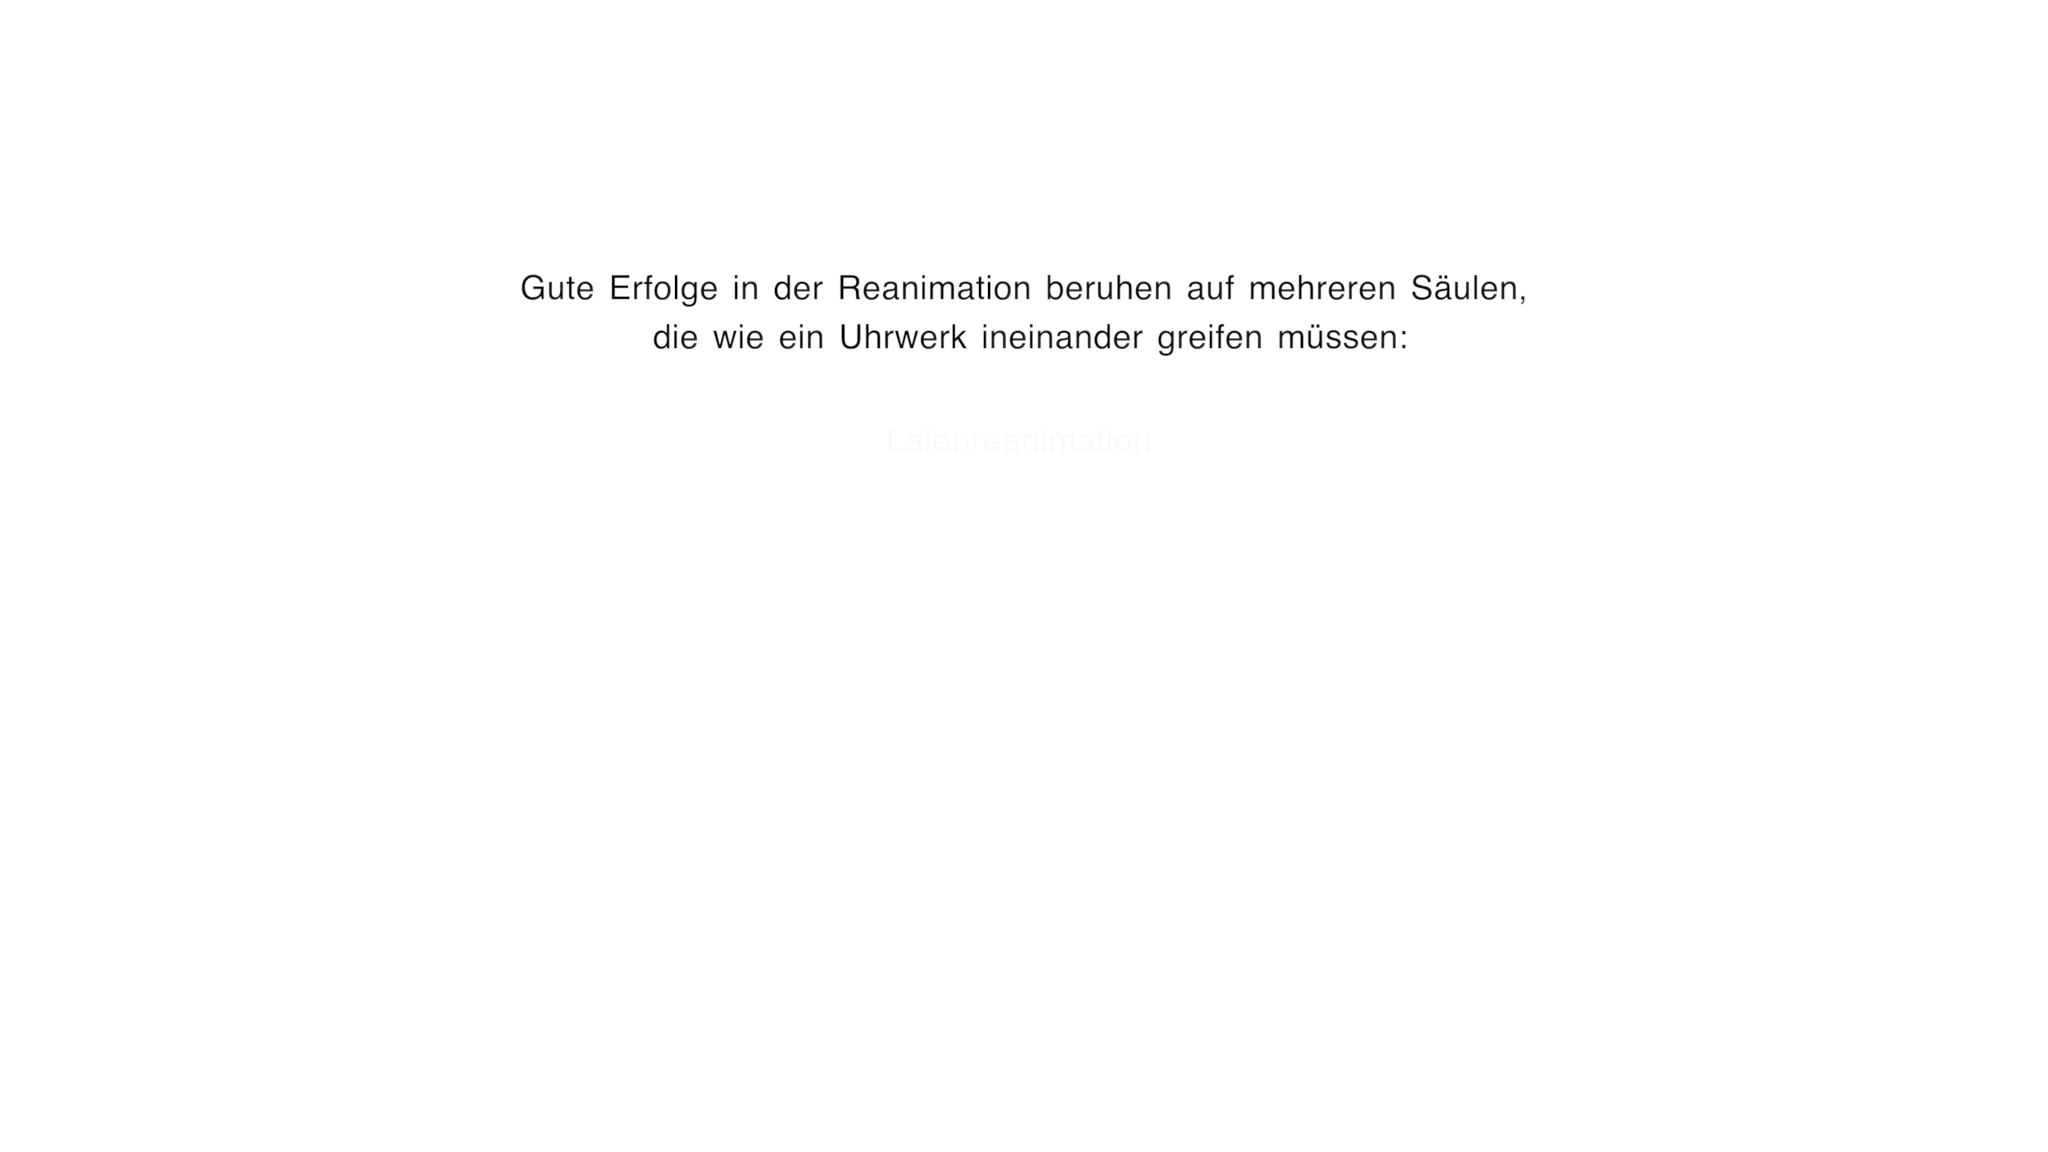 Gute Erfolge in der Reanimation beruhen auf mehreren Säulen,
die wie ein Uhrwerk ineinander greifen müssen:
Laienreanimation